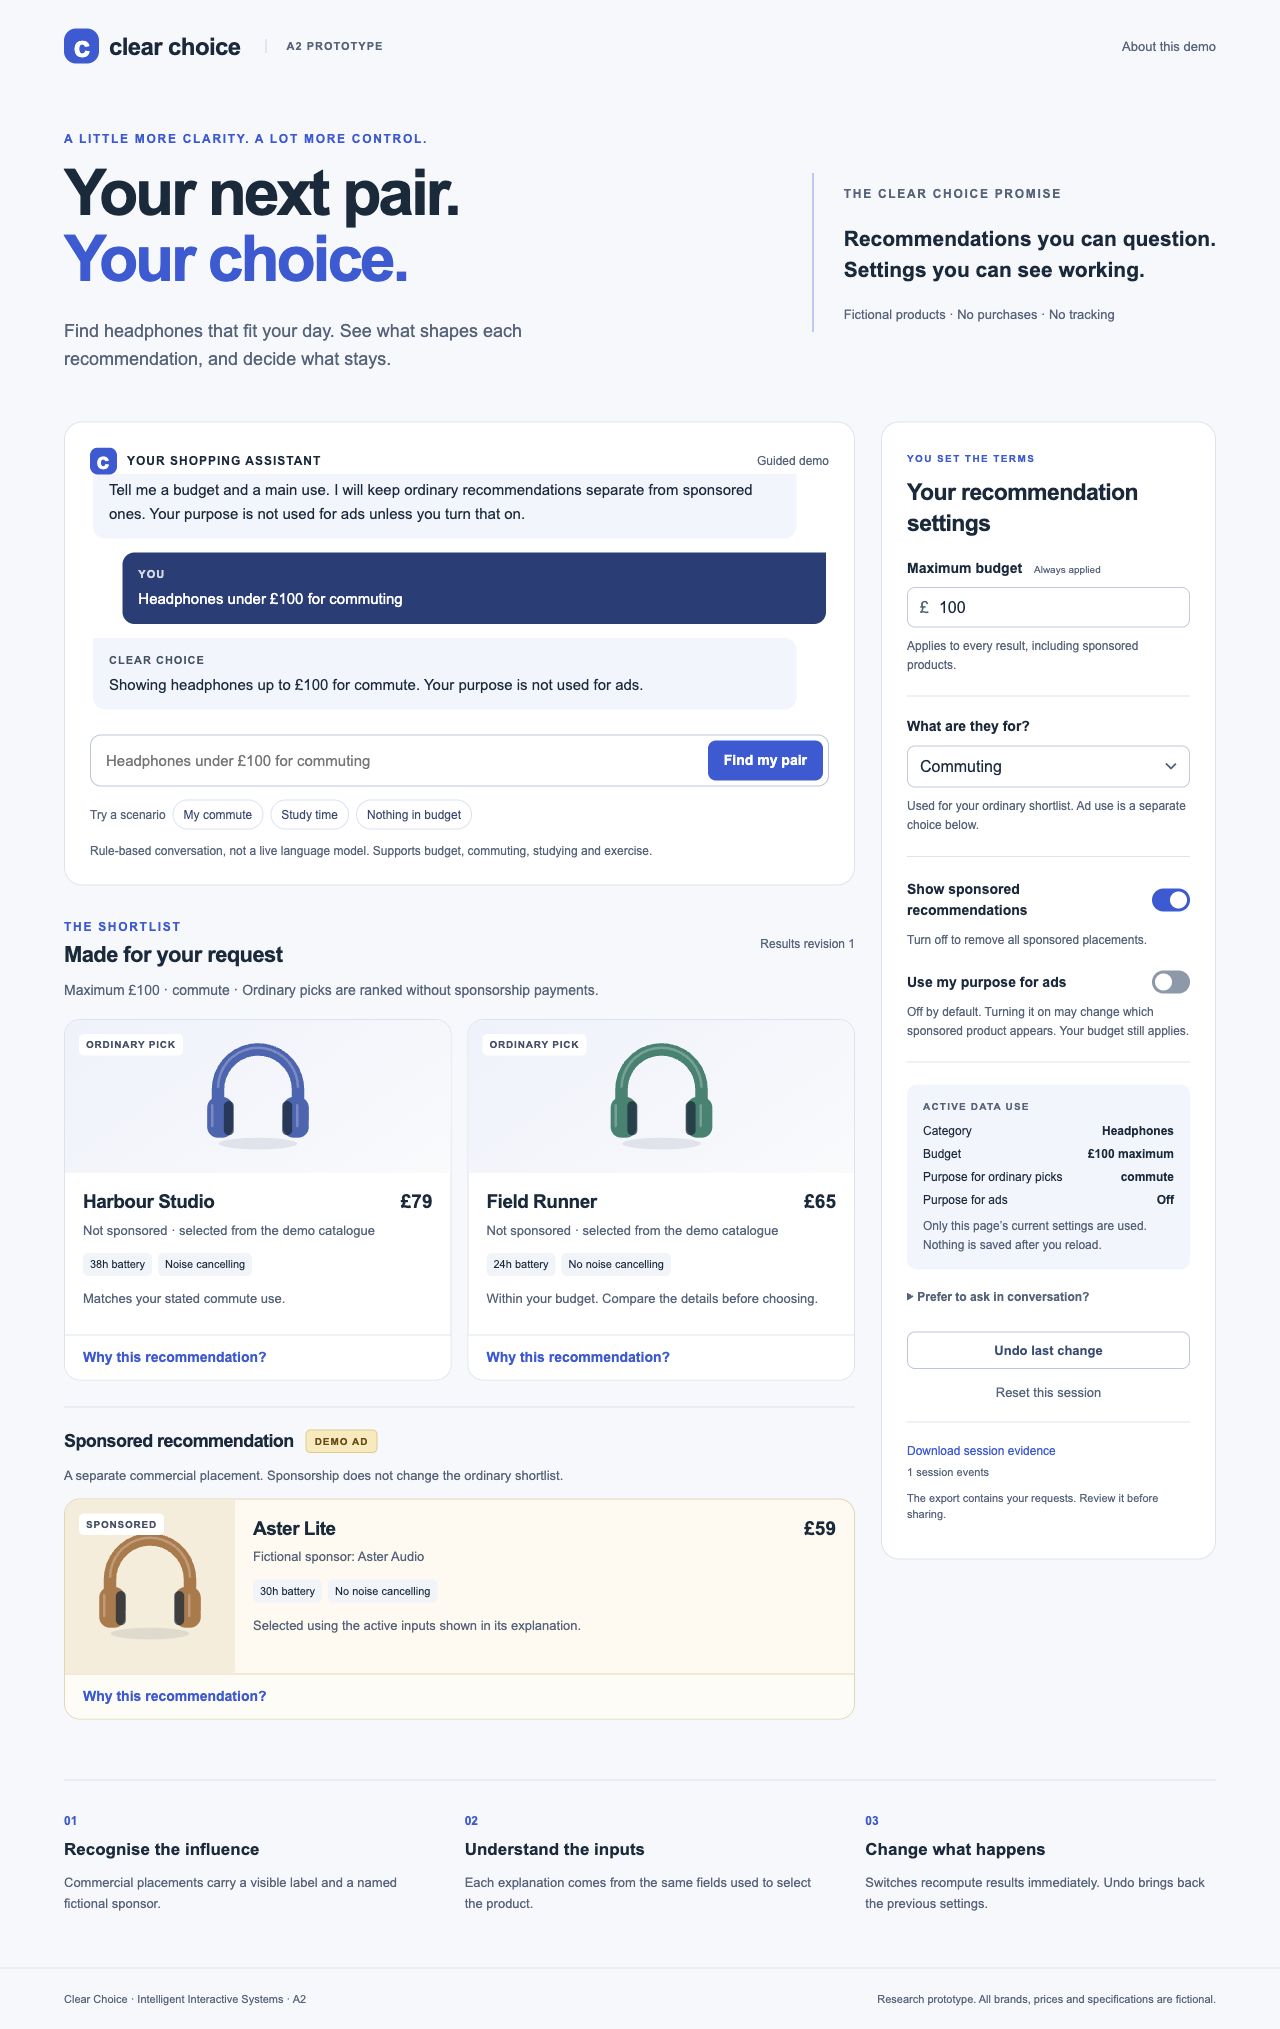 c clear choice
A2 PROTOTYPE
About this demo
A LITTLE MORE CLARITY. A LOT MORE CONTROL.
Your next pair.
Your choice.
Find headphones that fit your day. See what shapes each
recommendation, and decide what stays.
THE CLEAR CHOICE PROMISE
Recommendations you can question.
Settings you can see working.
Fictional products · No purchases · No tracking
c YOUR SHOPPING ASSISTANT
Guided demo
Tell me a budget and a main use. I will keep ordinary recommendations separate from sponsored
ones. Your purpose is not used for ads unless you turn that on.
YOU
Headphones under £100 for commuting
CLEAR CHOICE
Showing headphones up to £100 for commute. Your purpose is not used for ads.
Headphones under £100 for commuting
Find my pair
Try a scenario My commute Study time Nothing in budget
Rule-based conversation, not a live language model. Supports budget, commuting, studying and exercise.
THE SHORTLIST
Made for your request
Results revision 1
Maximum £100 · commute · Ordinary picks are ranked without sponsorship payments.
ORDINARY PICK
Harbour Studio £79
Not sponsored · selected from the demo catalogue
38h battery Noise cancelling
Matches your stated commute use.
Why this recommendation?
ORDINARY PICK
Field Runner £65
Not sponsored · selected from the demo catalogue
24h battery No noise cancelling
Within your budget. Compare the details before choosing.
Why this recommendation?
Sponsored recommendation DEMO AD
A separate commercial placement. Sponsorship does not change the ordinary shortlist.
SPONSORED
Aster Lite £59
Fictional sponsor: Aster Audio
30h battery No noise cancelling
Selected using the active inputs shown in its explanation.
Why this recommendation?
YOU SET THE TERMS
Your recommendation
settings
Maximum budget Always applied
£ 100
Applies to every result, including sponsored
products.
What are they for?
Commuting
Used for your ordinary shortlist. Ad use is a separate
choice below.
Show sponsored
recommendations
Turn off to remove all sponsored placements.
Use my purpose for ads
Off by default. Turning it on may change which
sponsored product appears. Your budget still applies.
ACTIVE DATA USE
Category Headphones
Budget £100 maximum
Purpose for ordinary picks commute
Purpose for ads Off
Only this page's current settings are used.
Nothing is saved after you reload.
Prefer to ask in conversation?
Undo last change
Reset this session
Download session evidence
1 session events
The export contains your requests. Review it before
sharing.
01
Recognise the influence
Commercial placements carry a visible label and a named
fictional sponsor.
02
Understand the inputs
Each explanation comes from the same fields used to select
the product.
03
Change what happens
Switches recompute results immediately. Undo brings back
the previous settings.
Clear Choice · Intelligent Interactive Systems · A2
Research prototype. All brands, prices and specifications are fictional.